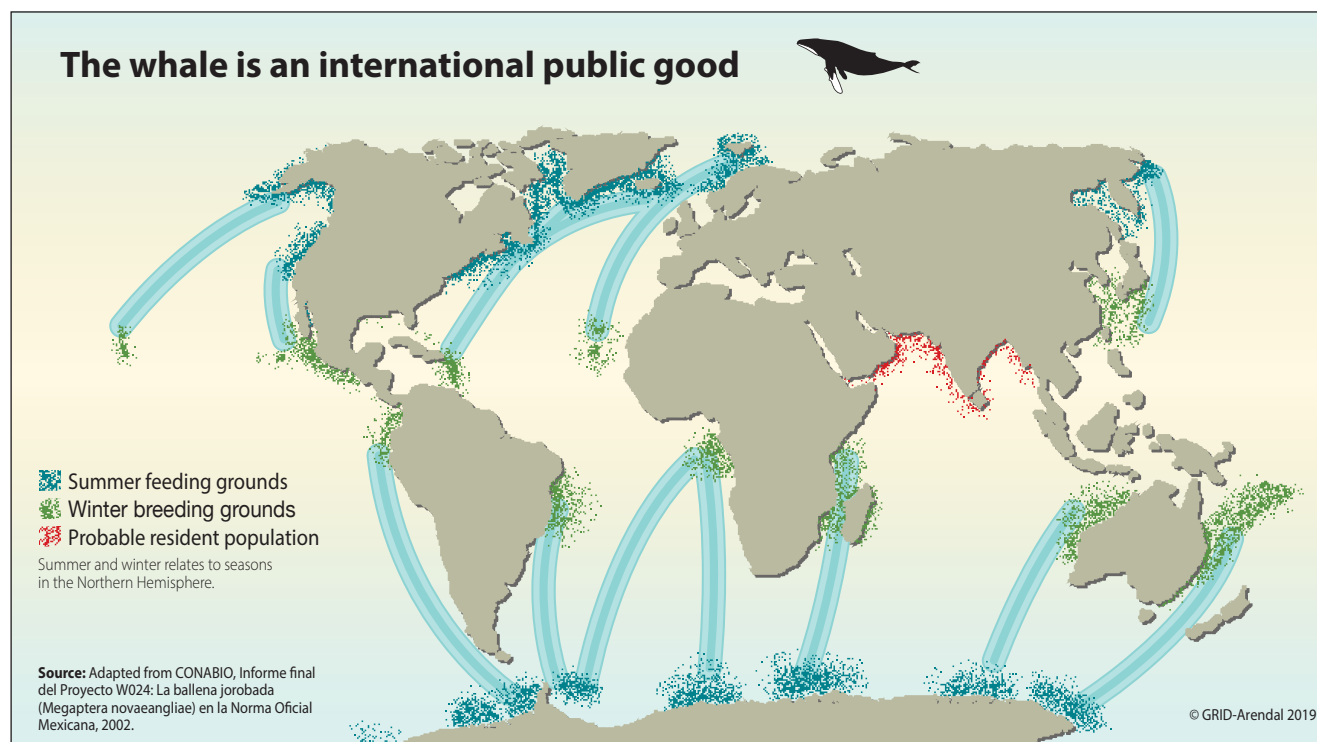 The whale is an international public good
Summer feeding grounds
Winter breeding grounds
Probable resident population
Summer and winter relates to seasons
in the Northern Hemisphere.
Source: Adapted from CONABIO, Informe final
del Proyecto W024: La ballena jorobada
(Megaptera novaeangliae) en la Norma Oficial
Mexicana, 2002.
© GRID-Arendal 2019